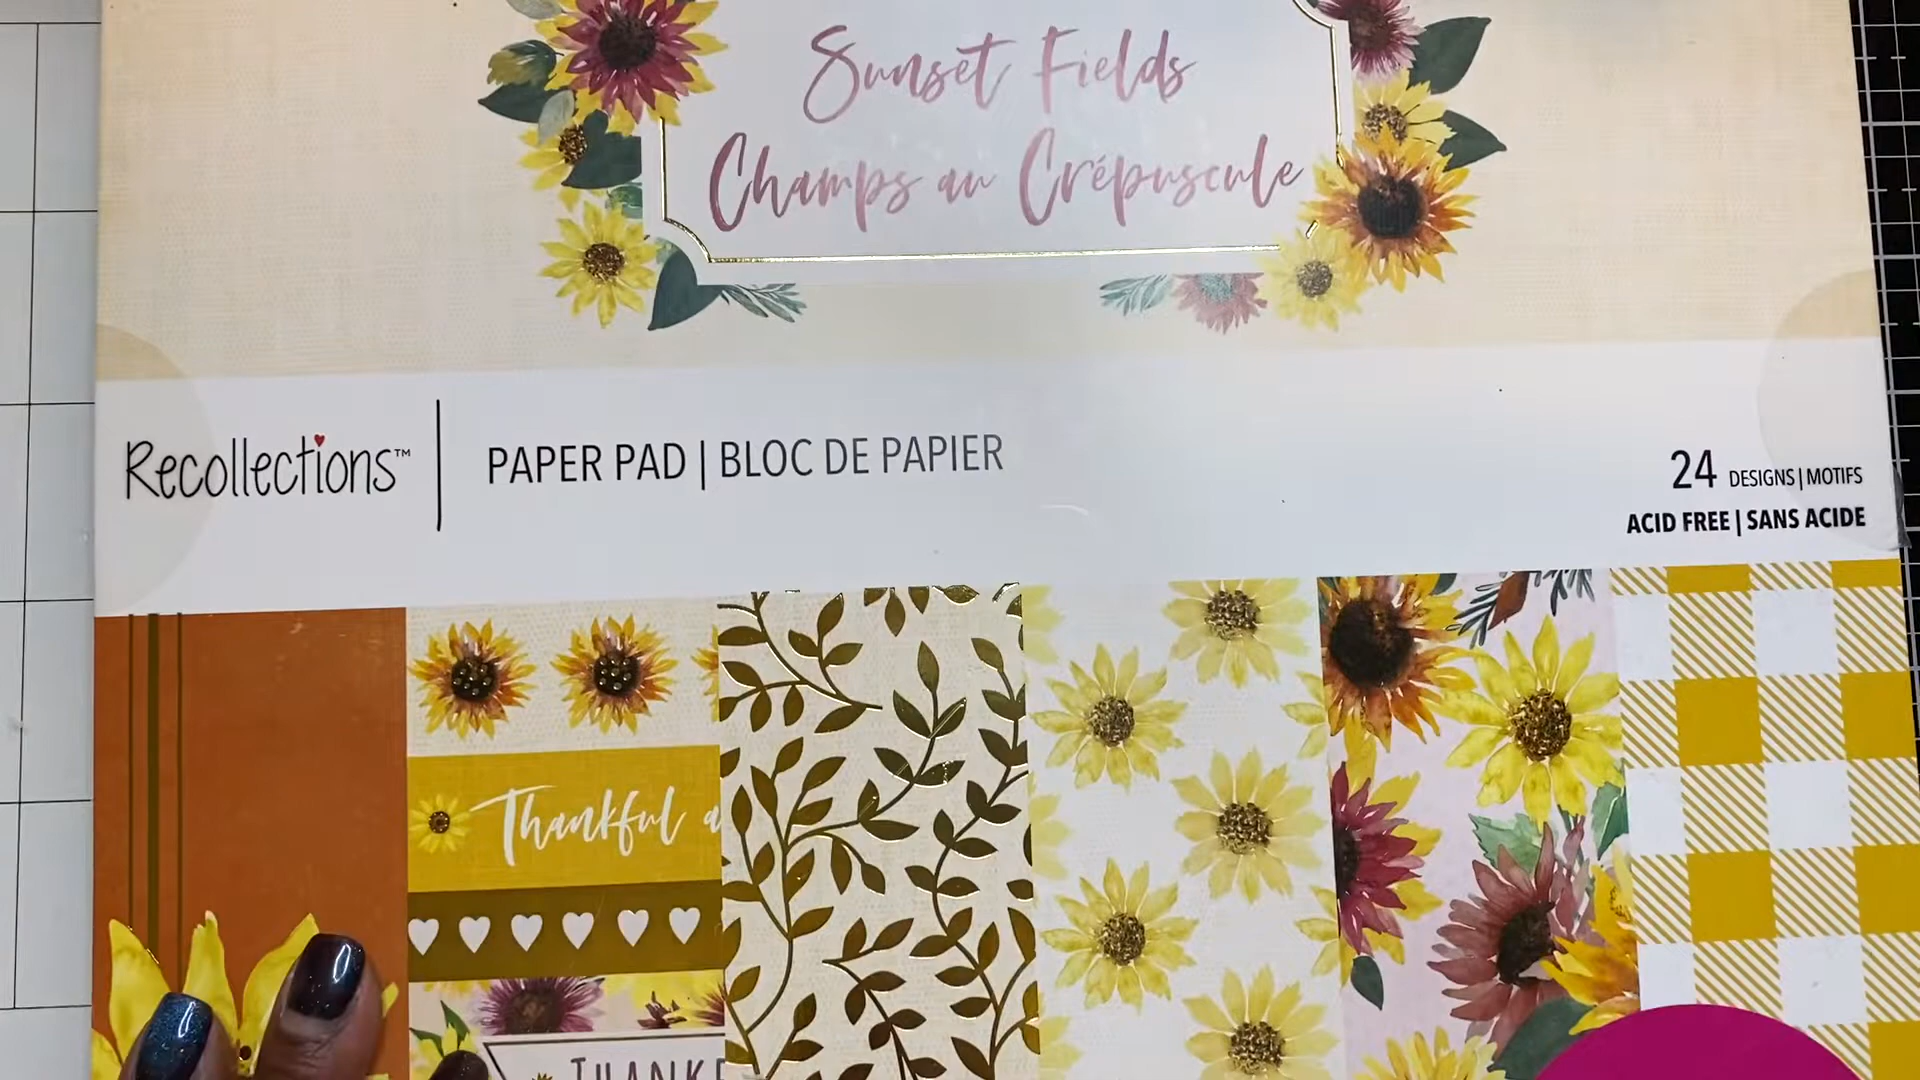 Sunset Fields
Champs au Crépuscule
Recollections™
PAPER PAD | BLOC DE PAPIER
24 DESIGNS | MOTIFS
ACID FREE | SANS ACIDE
Thankful a
THANKF